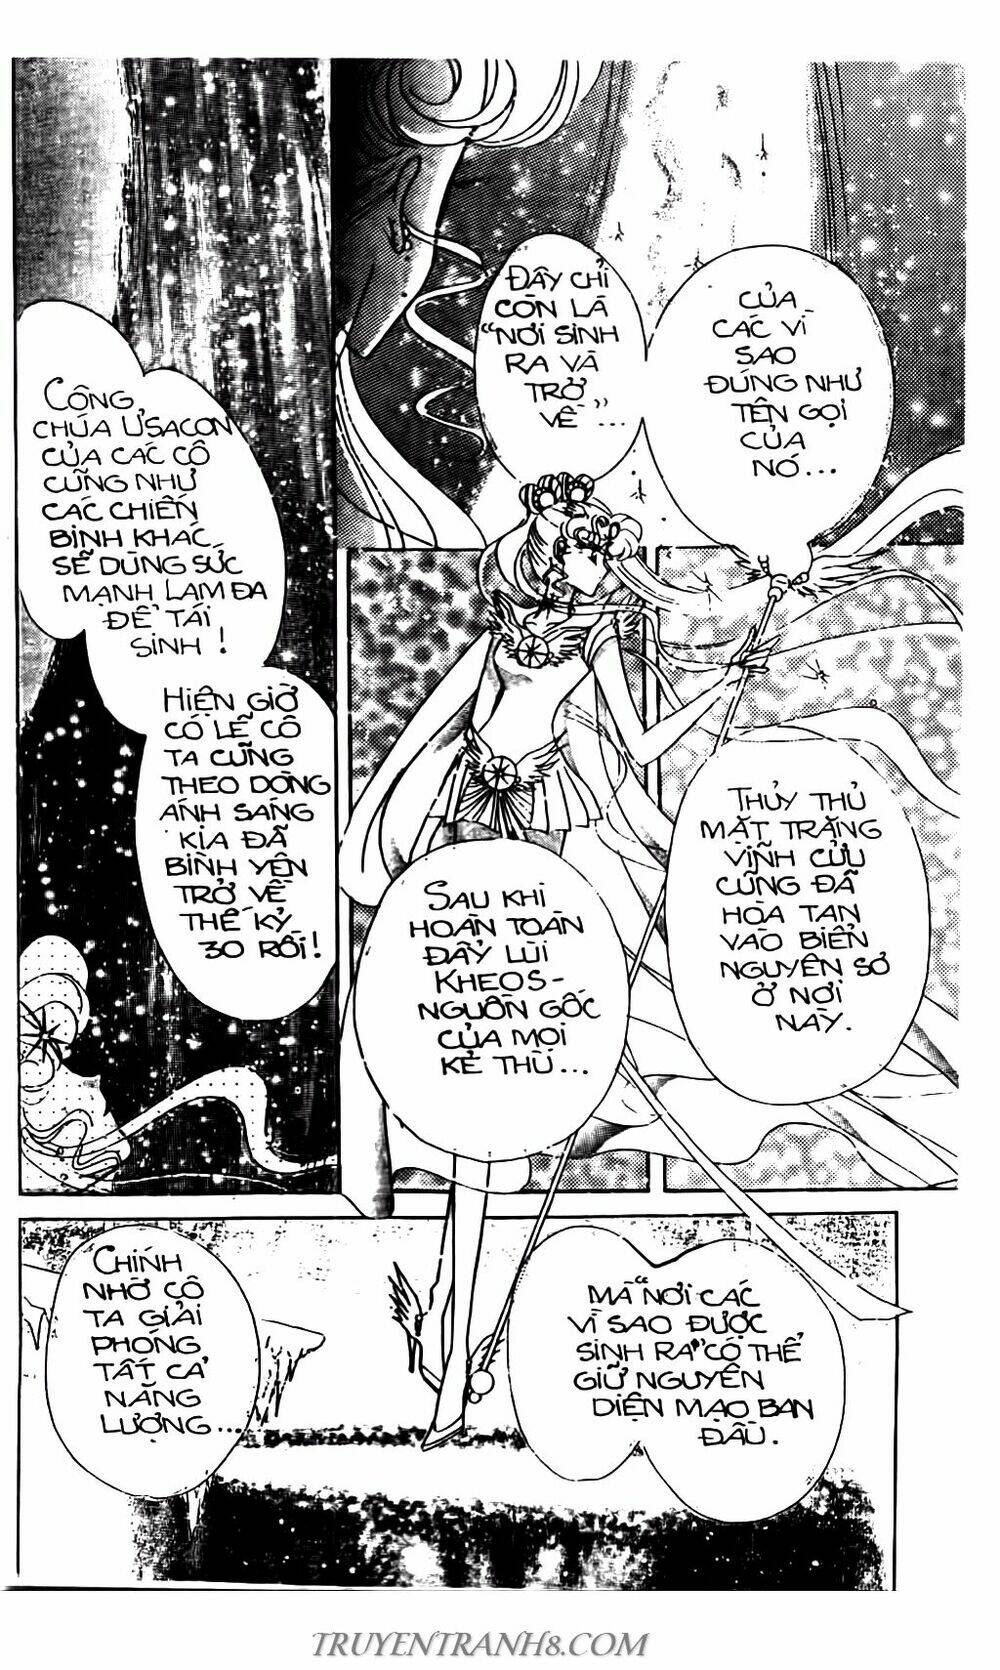 ĐÂY CHỈ
CÒN LÀ
"NƠI SINH
RA VÀ
TRỞ
VỀ"...
CỦA
CÁC VÌ
SAO
ĐÚNG NHƯ
TÊN GỌI
CỦA
NÓ...
CÔNG
CHÚA ƯSACON
CỦA CÁC CÔ
CŨNG NHƯ
CÁC CHIẾN
BINH KHÁC
SẼ DÙNG SỨC
MẠNH LAM ĐA
ĐỂ TÁI
SINH!
HIỆN GIỜ
CÓ LẼ CÔ
TA CŨNG
THEO DÒNG
ÁNH SÁNG
KIA ĐÃ
BÌNH YÊN
TRỞ VỀ
THẾ KỶ
30 RỒI!
THỦY THỦ
MẶT TRĂNG
VĨNH CỬU
CŨNG ĐÃ
HÒA TAN
VÀO BIỂN
NGUYÊN SƠ
Ở NƠI
NÀY.
SAU KHI
HOÀN TOÀN
ĐẨY LÙI
KHEOS-
NGUỒN GỐC
CỦA MỌI
KẺ THÙ...
CHÍNH
NHỜ CÔ
TA GIẢI
PHÓNG
TẤT CẢ
NĂNG
LƯỢNG...
MÀ "NƠI CÁC
VÌ SAO ĐƯỢC
SINH RA" CÓ THỂ
GIỮ NGUYÊN
DIỆN MẠO BAN
ĐẦU.
TRUYENTRANH8.COM